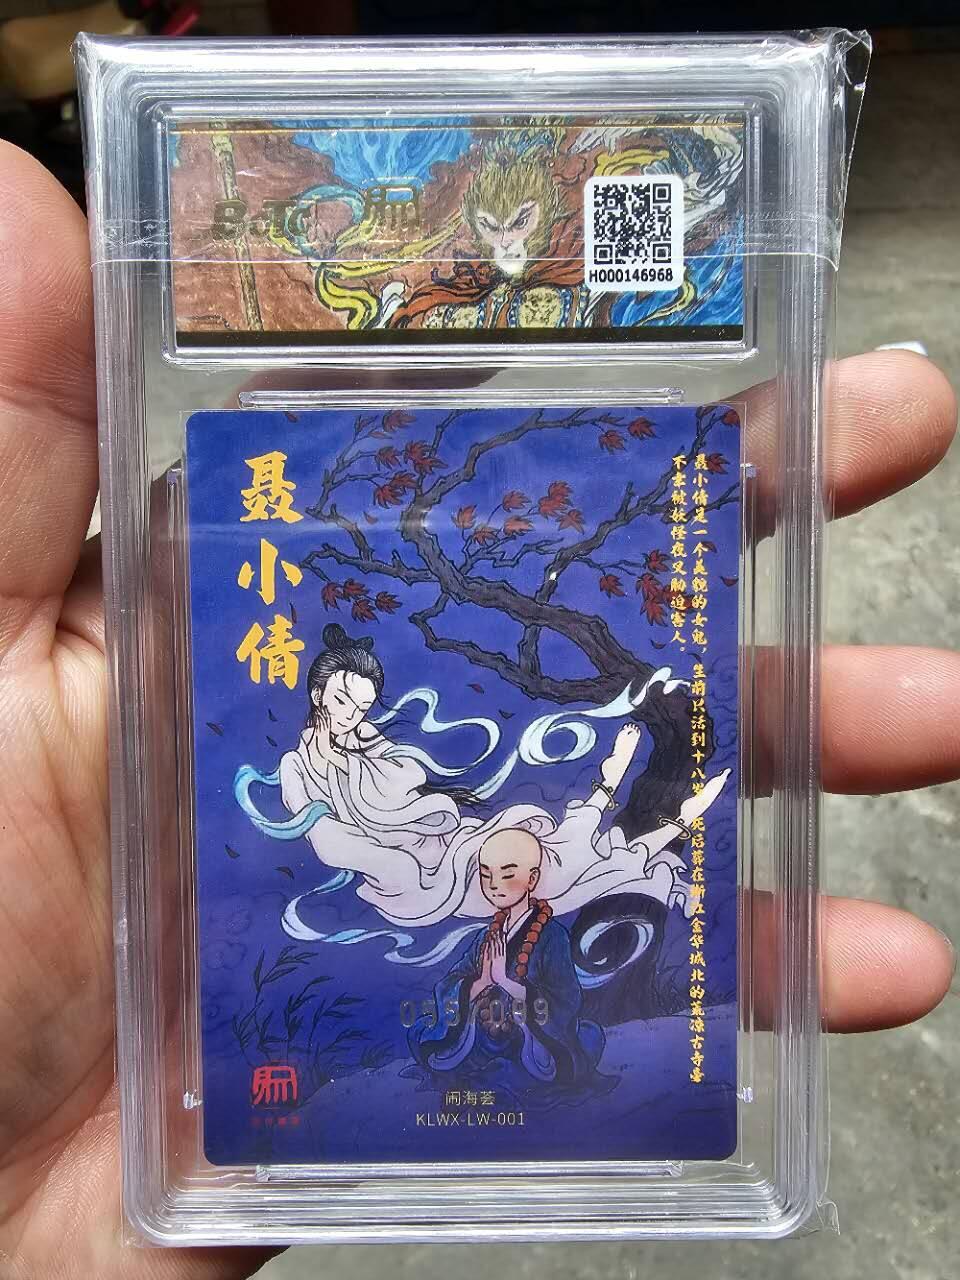 H000146968
聂小倩
聂小倩是一个美貌的女鬼，生前只活到十八岁，死后葬在浙江金华城北的荒凉古寺旁
不幸被妖怪夜叉胁迫害人。
闹海荟
KLWX-LW-001